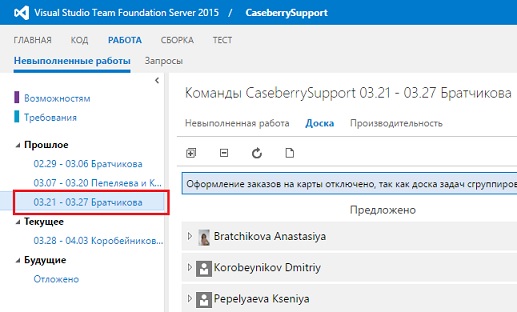 Visual Studio Team Foundation Server 2015 / CaseberrySupport
ГЛАВНАЯ КОД РАБОТА СБОРКА ТЕСТ
Невыполненные работы Запросы
Возможностям
Требования
Прошлое
02.29 - 03.06 Братчикова
03.07 - 03.20 Пепеляева и К...
03.21 - 03.27 Братчикова
Текущее
03.28 - 04.03 Коробейников...
Будущие
Отложено
Команды CaseberrySupport 03.21 - 03.27 Братчикова
Невыполненная работа Доска Производительность
Оформление заказов на карты отключено, так как доска задач сгруппиров
Предложено
Bratchikova Anastasiya
Korobeynikov Dmitriy
Pepelyaeva Kseniya